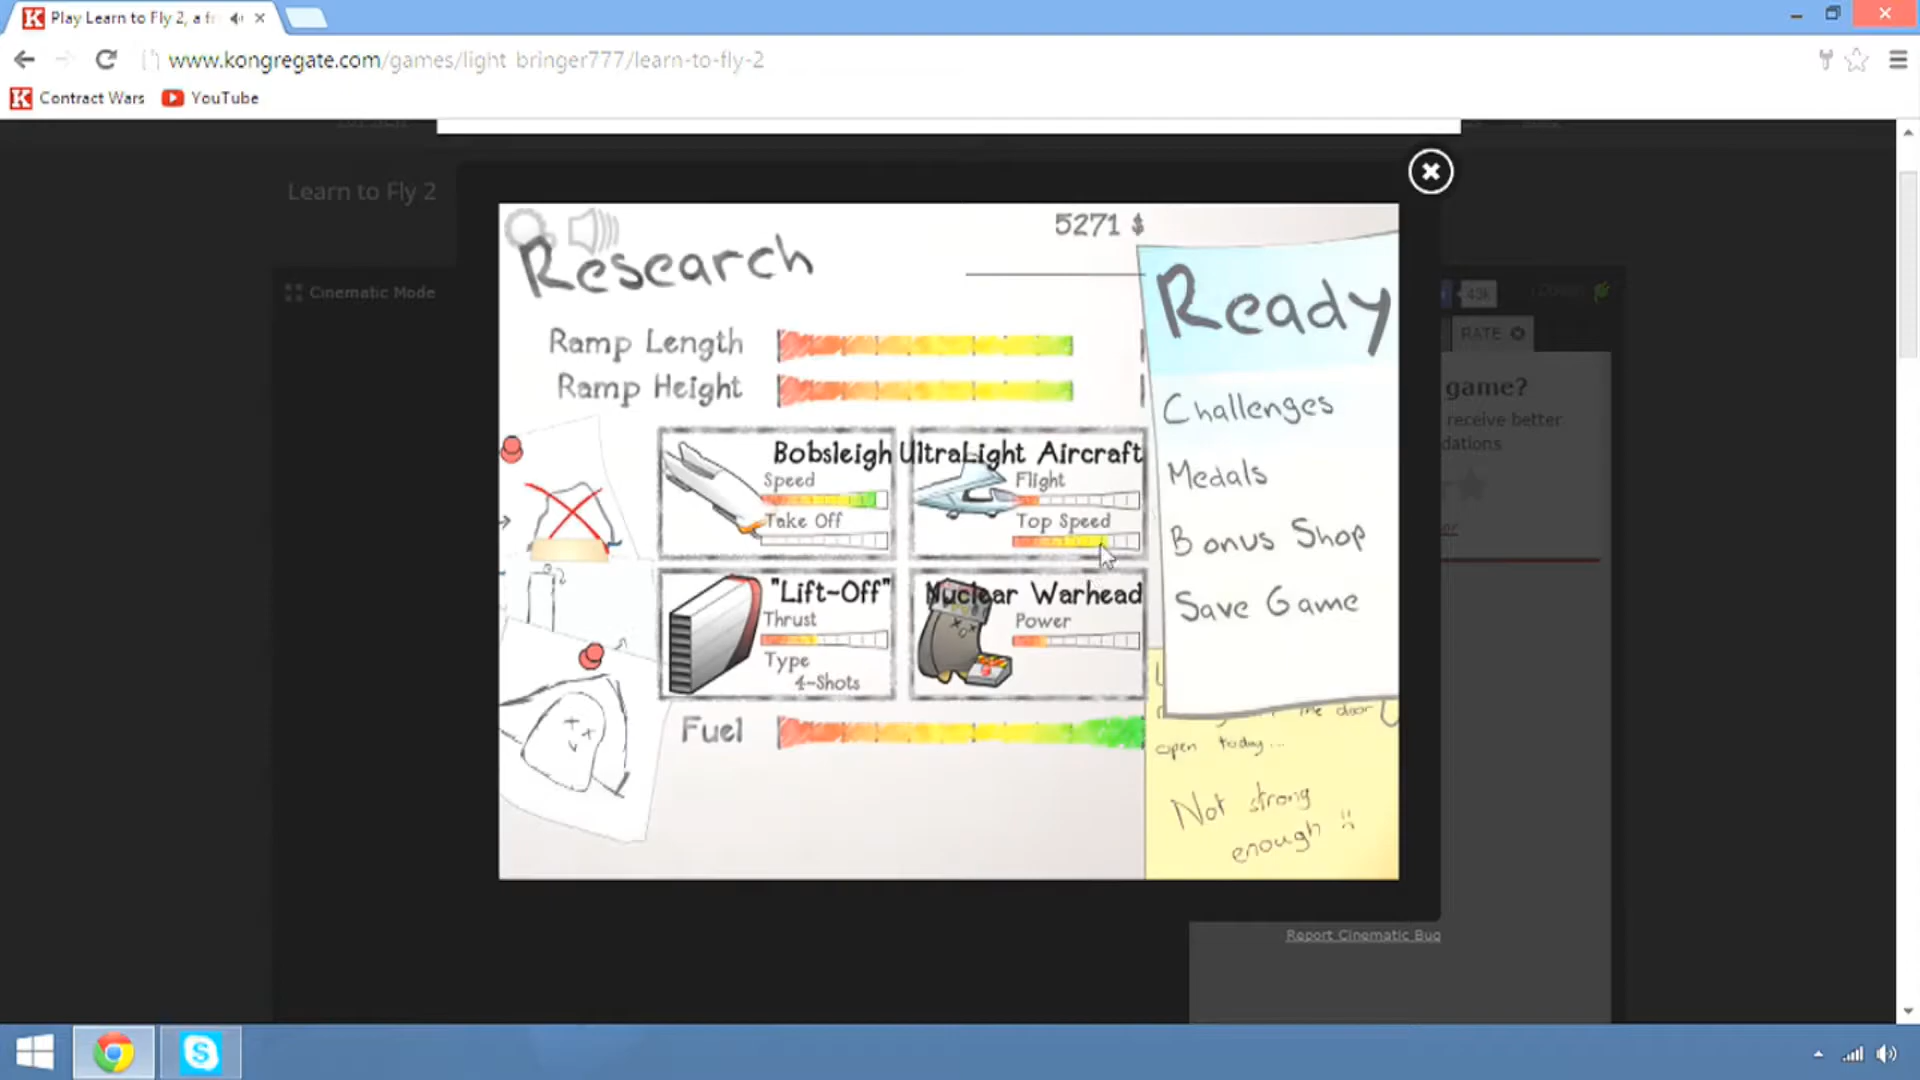 Play Learn to Fly 2, a fr
www.kongregate.com/games/light_bringer777/learn-to-fly-2
Contract Wars
YouTube
Learn to Fly 2
Cinematic Mode
43k
RATE
game?
receive better
dations
5271 $
Research
Ready
Ramp Length
Ramp Height
Challenges
Medals
Bonus Shop
Save Game
Bobsleigh
Speed
Take Off
UltraLight Aircraft
Flight
Top Speed
"Lift-Off"
Thrust
Type
4-Shots
Nuclear Warhead
Power
Fuel
the door
open today...
Not strong
enough
Report Cinematic Bug